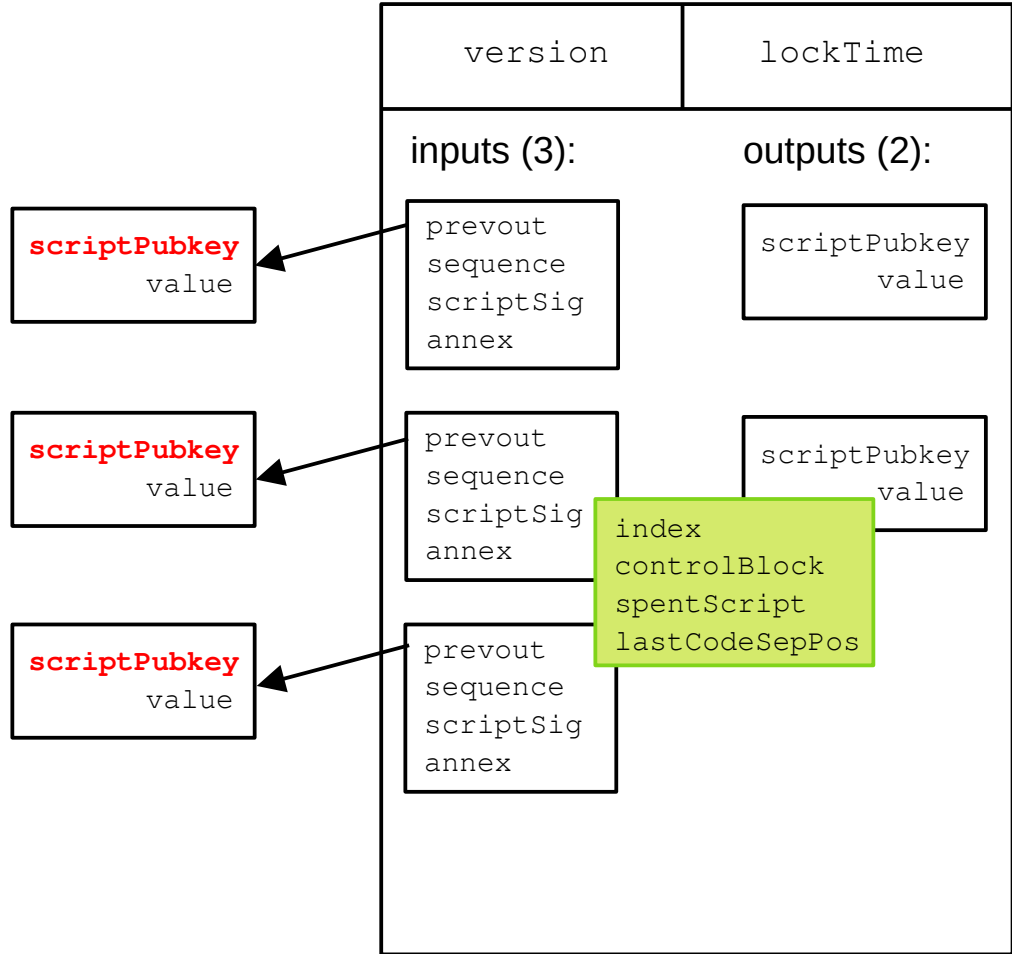 version
lockTime
inputs (3):
outputs (2):
scriptPubkey
value
prevout
sequence
scriptSig
annex
scriptPubkey
value
scriptPubkey
value
prevout
sequence
scriptSig
annex
scriptPubkey
value
index
controlBlock
spentScript
lastCodeSepPos
scriptPubkey
value
prevout
sequence
scriptSig
annex